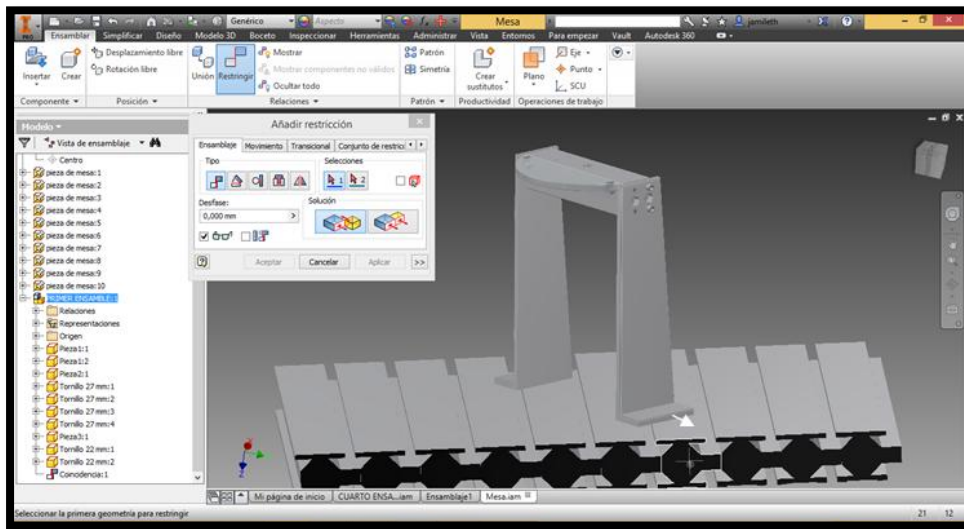 PRO
Genérico
Aspecto
Mesa
jamileth
Ensamblar Simplificar Diseño Modelo 3D Boceto Inspeccionar Herramientas Administrar Vista Entornos Para empezar Vault Autodesk 360
Insertar Crear
Desplazamiento libre
Rotación libre
Unión Restringir
Mostrar
Mostrar componentes no válidos
Ocultar todo
Patrón
Simetría
Crear
sustitutos
Plano
Eje
Punto
SCU
Componente Posición Relaciones Patrón Productividad Operaciones de trabajo
Modelo
Vista de ensamblaje
Centro
pieza de mesa:1
pieza de mesa:2
pieza de mesa:3
pieza de mesa:4
pieza de mesa:5
pieza de mesa:6
pieza de mesa:7
pieza de mesa:8
pieza de mesa:9
pieza de mesa:10
PRIMER ENSAMBLE:1
Relaciones
Representaciones
Origen
Pieza1:1
Pieza1:2
Pieza2:1
Tornillo 27 mm:1
Tornillo 27 mm:2
Tornillo 27 mm:3
Tornillo 27 mm:4
Pieza3:1
Tornillo 22 mm:1
Tornillo 22 mm:2
Coincidencia:1
Añadir restricción
Ensamblaje Movimiento Transicional Conjunto de restricc
Tipo
Selecciones
1 2
Desfase:
0,000 mm
Solución
Aceptar Cancelar Aplicar >>
Z
Mi página de inicio CUARTO ENSA...iam Ensamblaje1 Mesa.iam
Seleccionar la primera geometría para restringir
21 12